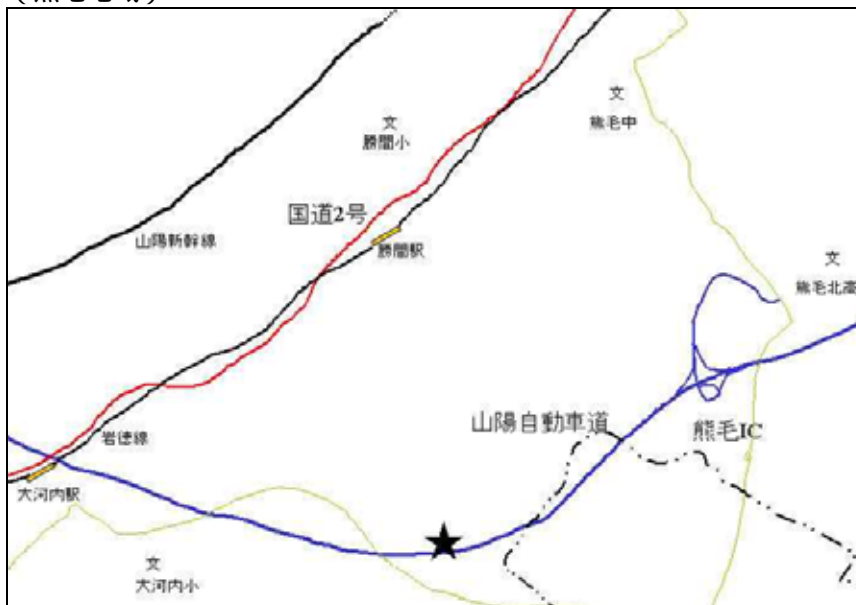 文
熊毛中
文
勝間小
国道2号
山陽新幹線
勝間駅
文
熊毛北高
山陽自動車道
熊毛IC
岩徳線
大河内駅
文
大河内小